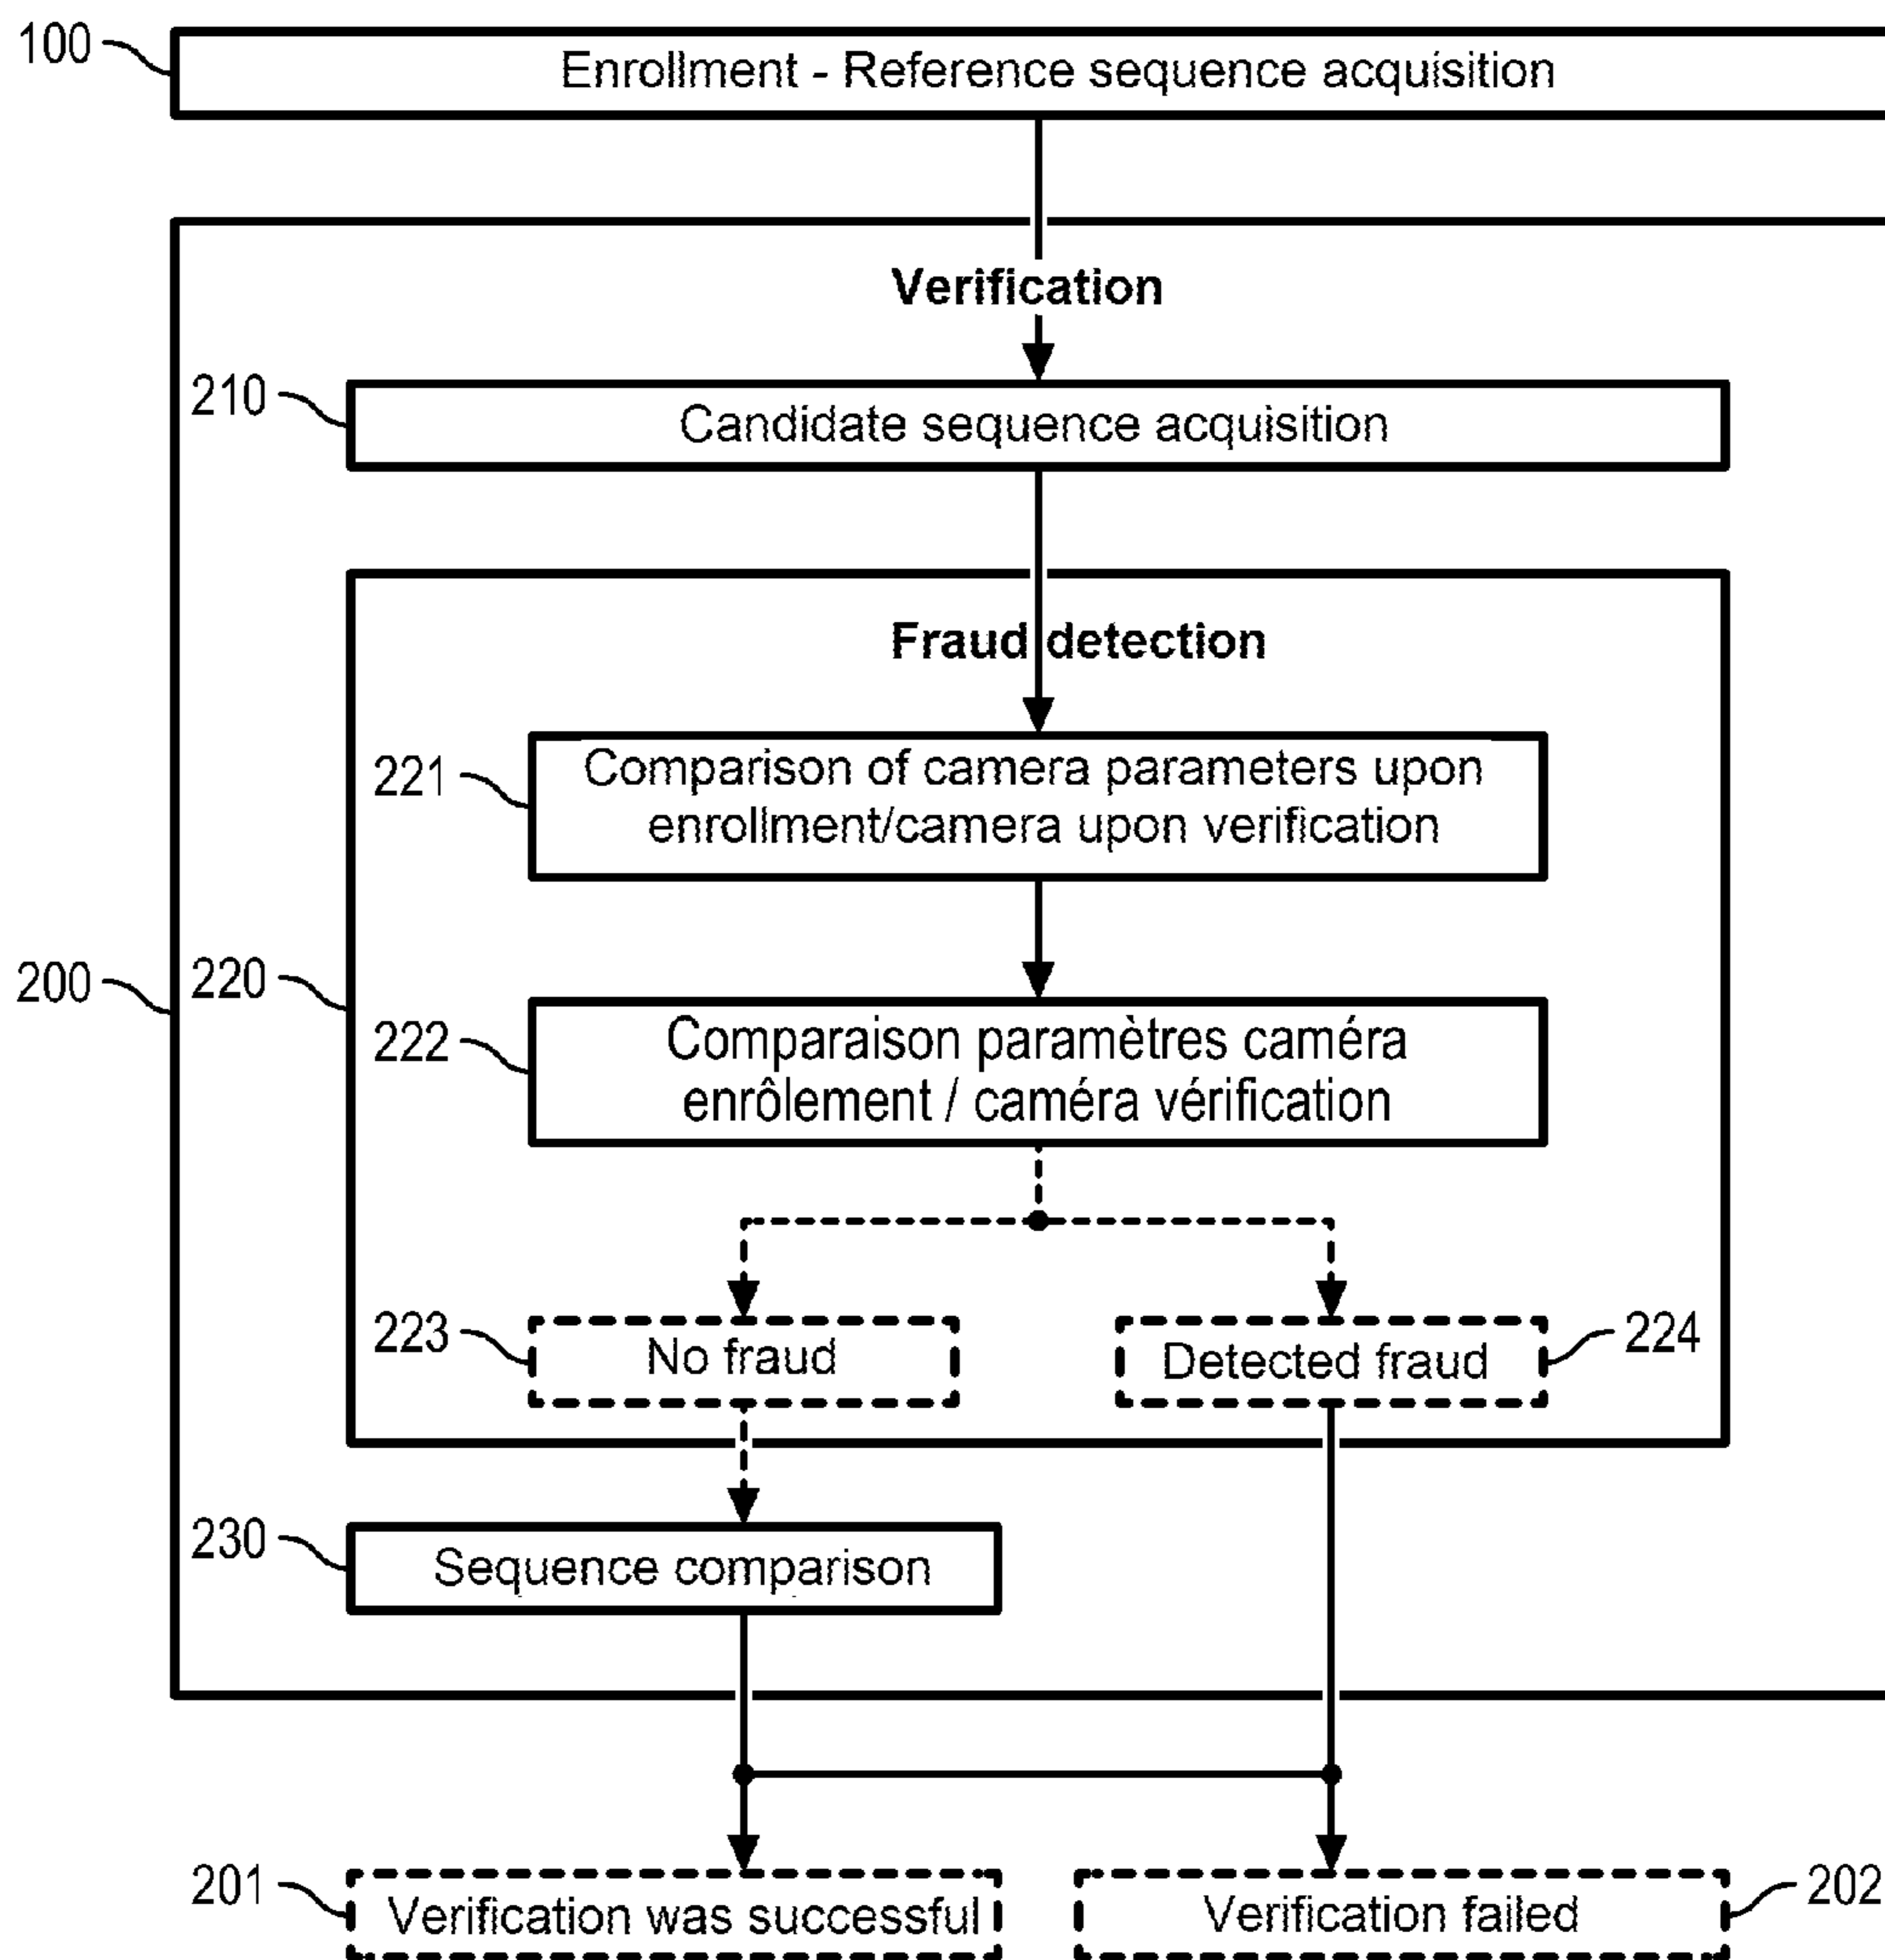 100
Enrollment - Reference sequence acquisition
Verification
210
Candidate sequence acquisition
Fraud detection
221
Comparison of camera parameters upon
enrollment/camera upon verification
200
220
222
Comparaison paramètres caméra
enrôlement / caméra vérification
223
No fraud
Detected fraud
224
230
Sequence comparison
201
Verification was successful
Verification failed
202